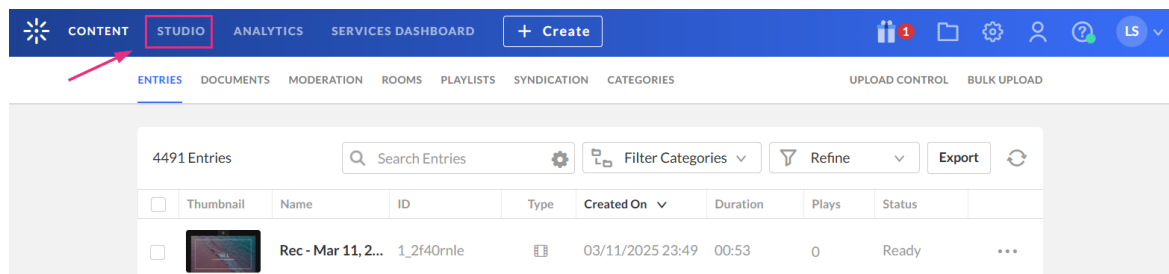 CONTENT STUDIO ANALYTICS SERVICES DASHBOARD + Create 1 LS
ENTRIES DOCUMENTS MODERATION ROOMS PLAYLISTS SYNDICATION CATEGORIES UPLOAD CONTROL BULK UPLOAD
4491 Entries Search Entries Filter Categories Refine Export
Thumbnail Name ID Type Created On Duration Plays Status
Rec - Mar 11, 2... 1_2f40rnle 03/11/2025 23:49 00:53 0 Ready